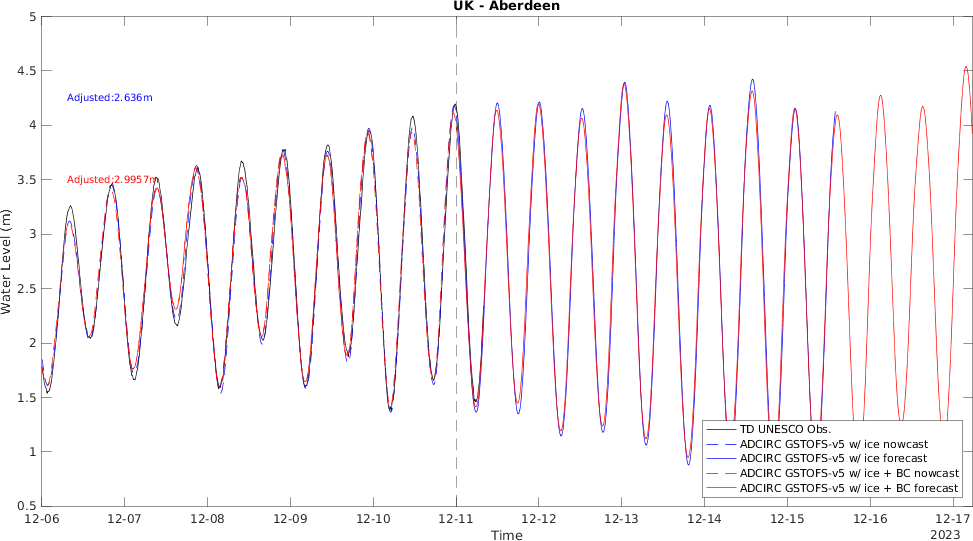 UK - Aberdeen
5
4.5
4
3.5
3
2.5
2
1.5
1
0.5
Water Level (m)
Adjusted:2.636m
Adjusted:2.9957m
TD UNESCO Obs.
ADCIRC GSTOFS-v5 w/ ice nowcast
ADCIRC GSTOFS-v5 w/ ice forecast
ADCIRC GSTOFS-v5 w/ ice + BC nowcast
ADCIRC GSTOFS-v5 w/ ice + BC forecast
12-06 12-07 12-08 12-09 12-10 12-11 12-12 12-13 12-14 12-15 12-16 12-17
2023
Time